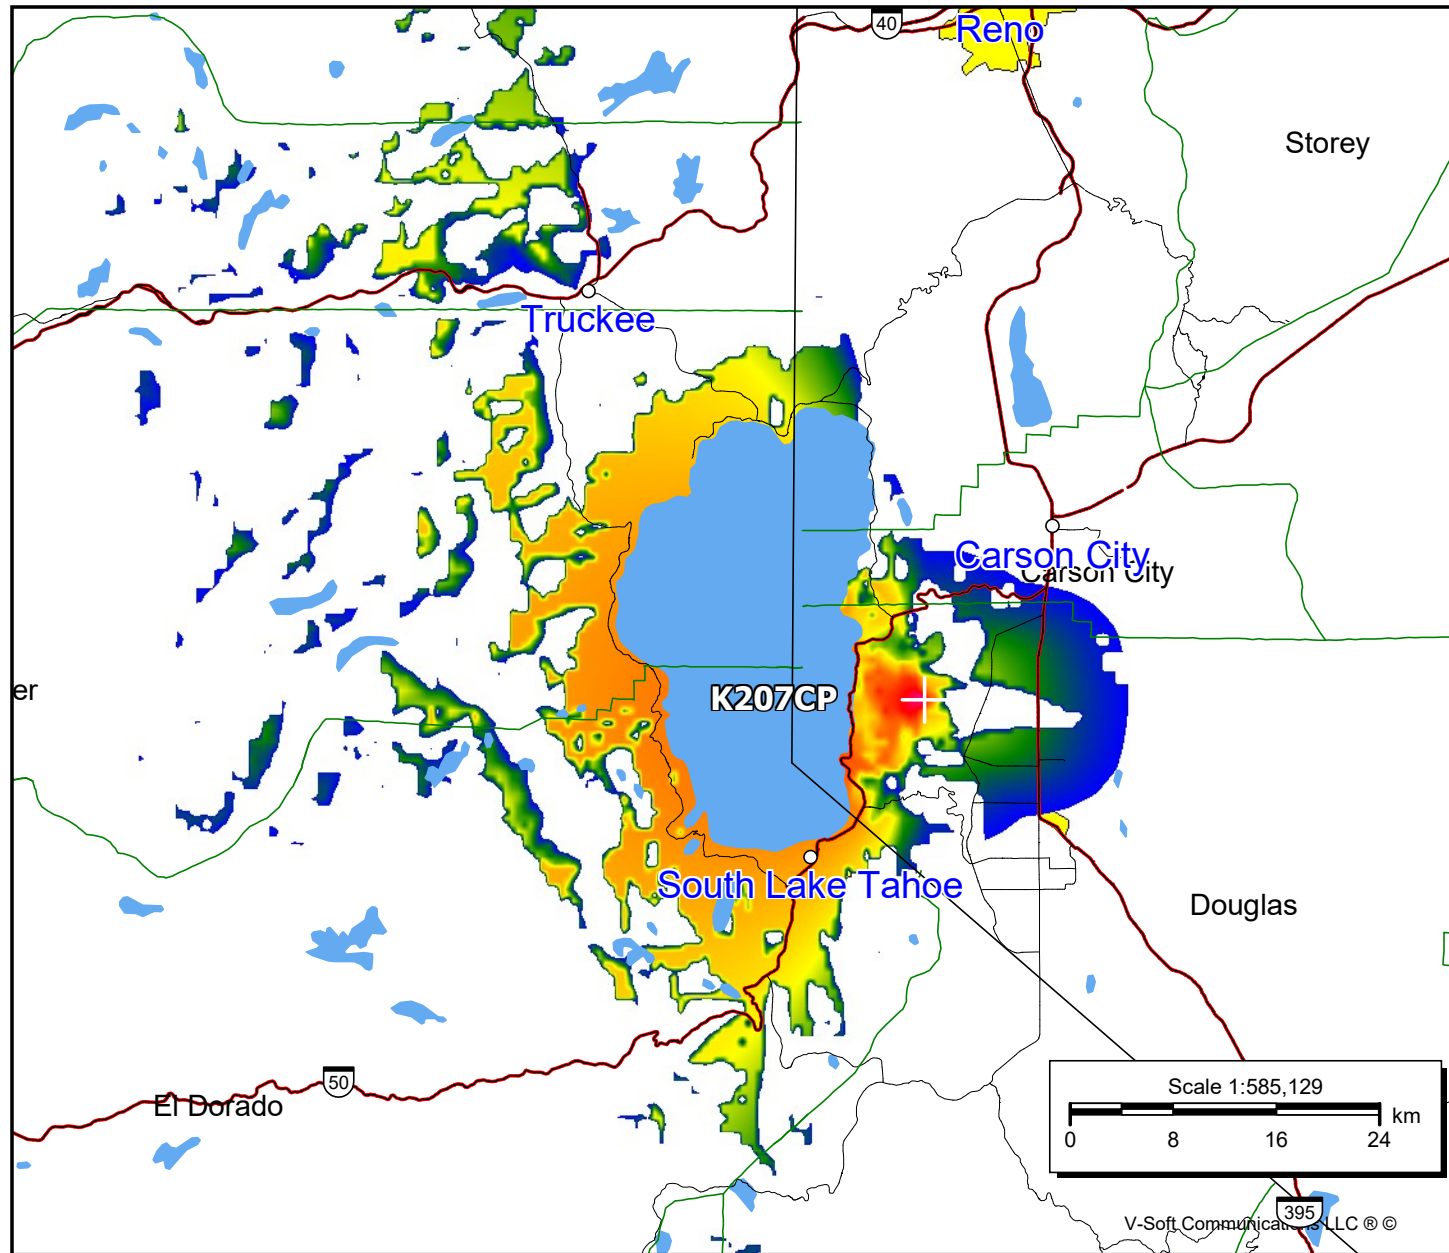 40
Reno
Storey
Truckee
Carson City
Carson City
er
K207CP
South Lake Tahoe
Douglas
50
El Dorado
Scale 1:585,129
km
0 8 16 24
395
V-Soft Communications LLC ® ©